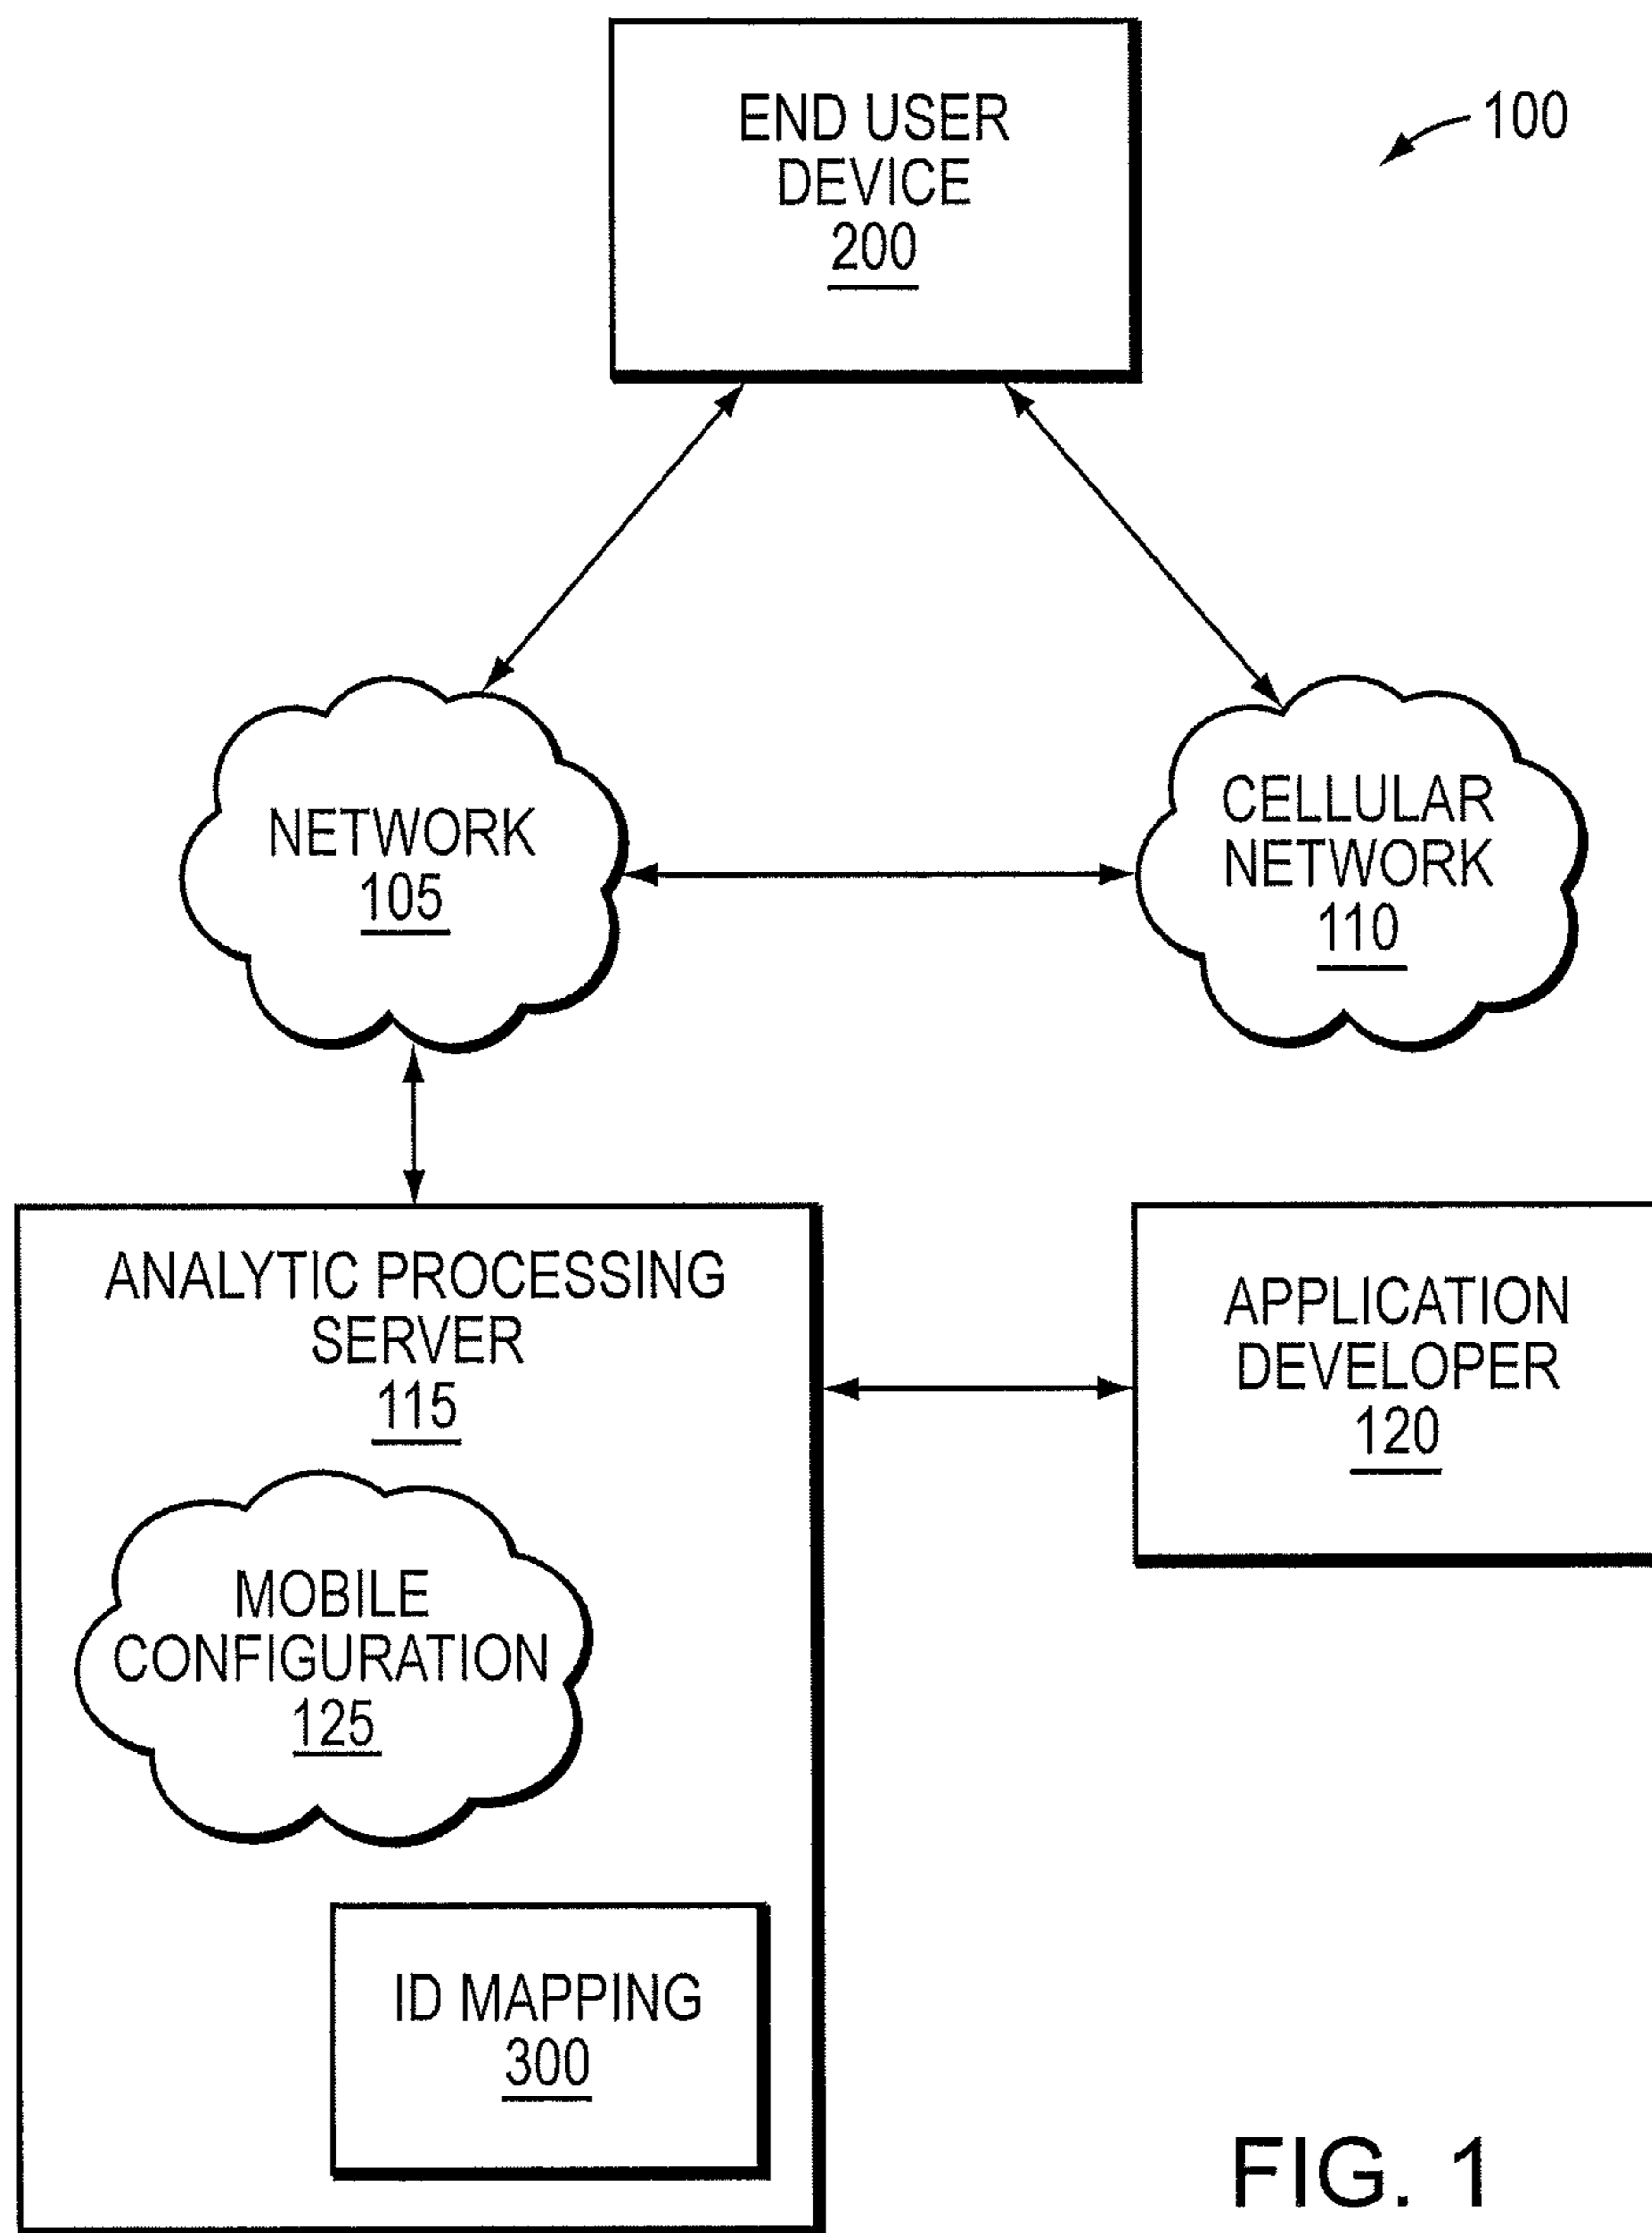 END USER
DEVICE
200
100
NETWORK
105
CELLULAR
NETWORK
110
ANALYTIC PROCESSING
SERVER
115
APPLICATION
DEVELOPER
120
MOBILE
CONFIGURATION
125
ID MAPPING
300
FIG. 1